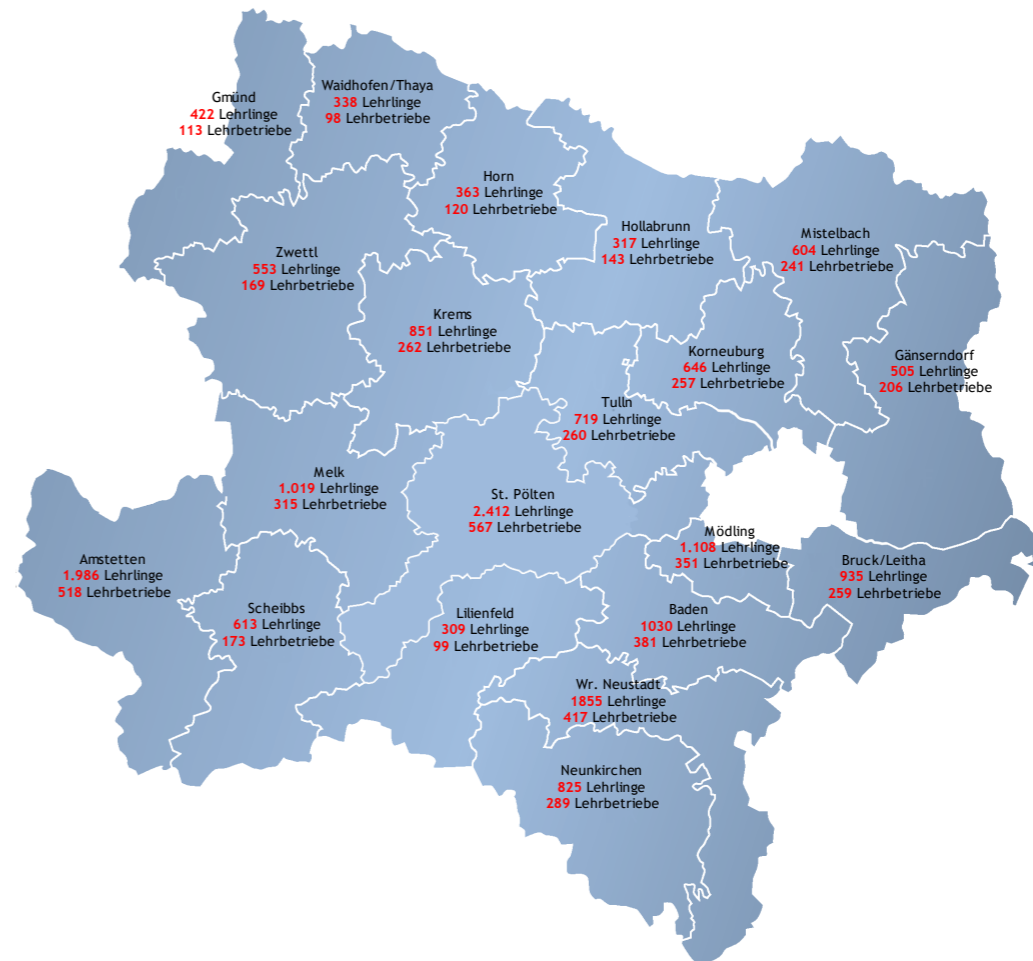 Gmünd
422 Lehrlinge
113 Lehrbetriebe
Waidhofen/Thaya
338 Lehrlinge
98 Lehrbetriebe
Horn
363 Lehrlinge
120 Lehrbetriebe
Hollabrunn
317 Lehrlinge
143 Lehrbetriebe
Mistelbach
604 Lehrlinge
241 Lehrbetriebe
Zwettl
553 Lehrlinge
169 Lehrbetriebe
Krems
851 Lehrlinge
262 Lehrbetriebe
Korneuburg
646 Lehrlinge
257 Lehrbetriebe
Gänserndorf
505 Lehrlinge
206 Lehrbetriebe
Tulln
719 Lehrlinge
260 Lehrbetriebe
Melk
1.019 Lehrlinge
315 Lehrbetriebe
St. Pölten
2.412 Lehrlinge
567 Lehrbetriebe
Mödling
1.108 Lehrlinge
351 Lehrbetriebe
Bruck/Leitha
935 Lehrlinge
259 Lehrbetriebe
Amstetten
1.986 Lehrlinge
518 Lehrbetriebe
Scheibbs
613 Lehrlinge
173 Lehrbetriebe
Lilienfeld
309 Lehrlinge
99 Lehrbetriebe
Baden
1030 Lehrlinge
381 Lehrbetriebe
Wr. Neustadt
1855 Lehrlinge
417 Lehrbetriebe
Neunkirchen
825 Lehrlinge
289 Lehrbetriebe